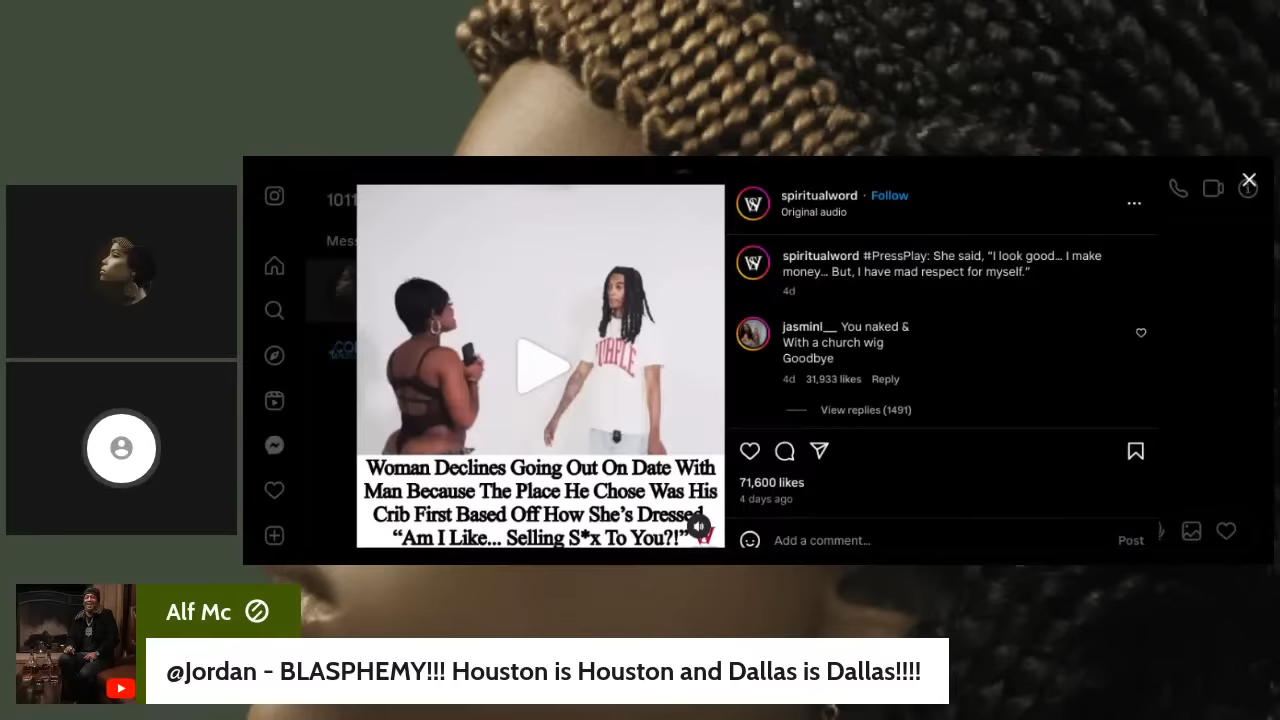 1011
Mess
spiritualword · Follow
Original audio
spiritualword #PressPlay: She said, “I look good… I make
money… But, I have mad respect for myself.”
4d
jasminl__ You naked &
With a church wig
Goodbye
4d 31,933 likes Reply
View replies (1491)
71,600 likes
4 days ago
Add a comment…
Post
PURPLE
Woman Declines Going Out On Date With
Man Because The Place He Chose Was His
Crib First Based Off How She’s Dressed
“Am I Like... Selling S*x To You?!”
Alf Mc
@Jordan - BLASPHEMY!!! Houston is Houston and Dallas is Dallas!!!!